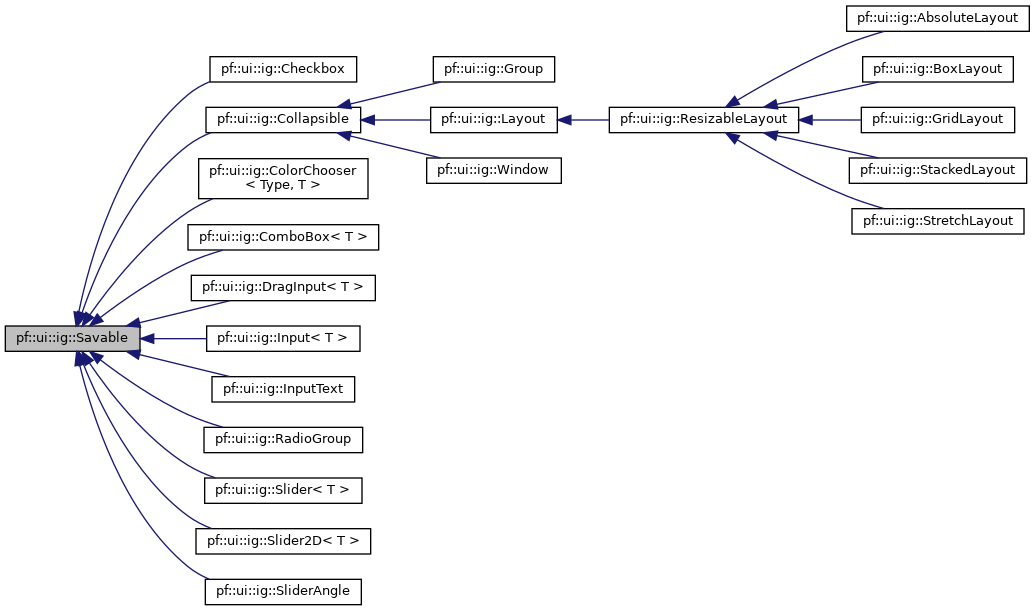 pf::ui::ig::AbsoluteLayout
pf::ui::ig::Checkbox
pf::ui::ig::Group
pf::ui::ig::BoxLayout
pf::ui::ig::Collapsible
pf::ui::ig::Layout
pf::ui::ig::ResizableLayout
pf::ui::ig::GridLayout
pf::ui::ig::Window
pf::ui::ig::StackedLayout
pf::ui::ig::ColorChooser
< Type, T >
pf::ui::ig::StretchLayout
pf::ui::ig::ComboBox< T >
pf::ui::ig::DragInput< T >
pf::ui::ig::Savable
pf::ui::ig::Input< T >
pf::ui::ig::InputText
pf::ui::ig::RadioGroup
pf::ui::ig::Slider< T >
pf::ui::ig::Slider2D< T >
pf::ui::ig::SliderAngle